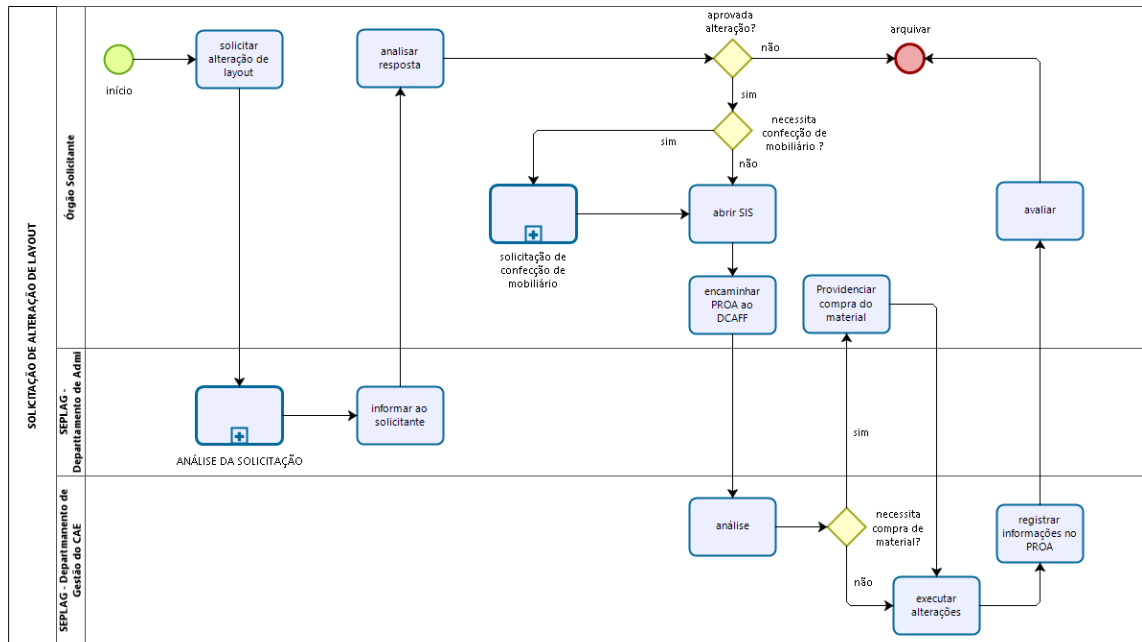 SOLICITAÇÃO DE ALTERAÇÃO DE LAYOUT
Órgão Solicitante
início
solicitar
alteração de
layout
analisar
resposta
aprovada
alteração?
não
arquivar
sim
necessita
confecção de
mobiliário ?
sim
não
solicitação de
confecção de
mobiliário
abrir SIS
avaliar
encaminhar
PROA ao
DCAFF
Providenciar
compra do
material
SEPLAG -
Departtamento de Admi
ANÁLISE DA SOLICITAÇÃO
informar ao
solicitante
sim
SEPLAG - Departmamento de
Gestão do CAE
análise
necessita
compra de
material?
não
executar
alterações
registrar
informações no
PROA